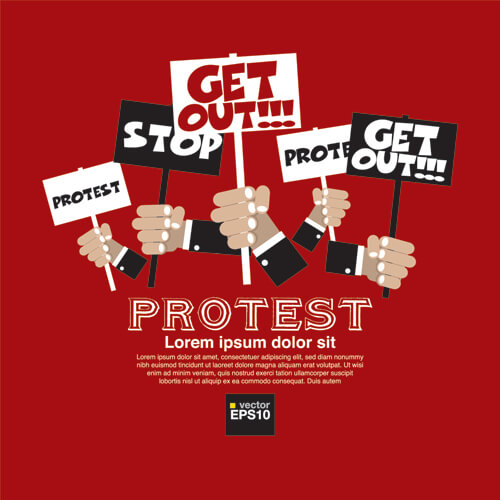 GET
OUT!!!
STOP
PROTE
GET
OUT!!!
PROTEST
PROTEST
Lorem ipsum dolor sit
Lorem ipsum dolor sit amet, consectetuer adipiscing elit, sed diam nonummy
nibh euismod tincidunt ut laoreet dolore magna aliquam erat volutpat. Ut wisi
enim ad minim veniam, quis nostrud exerci tation ullamcorper suscipit
lobortis nisl ut aliquip ex ea commodo consequat. Duis autem
vector
EPS10